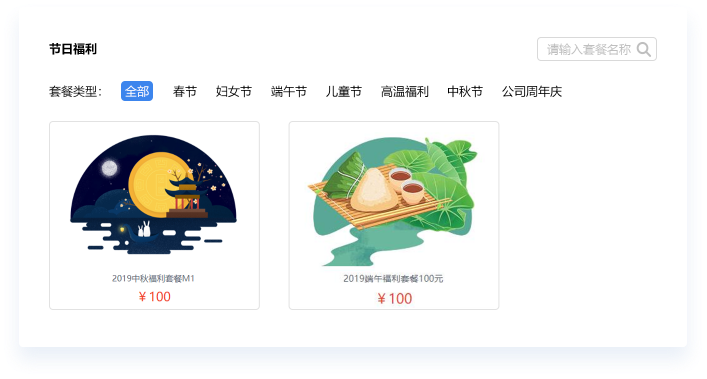 节日福利
请输入套餐名称
套餐类型： 全部 春节 妇女节 端午节 儿童节 高温福利 中秋节 公司周年庆
2019中秋福利套餐M1
￥100
2019端午福利套餐100元
￥100